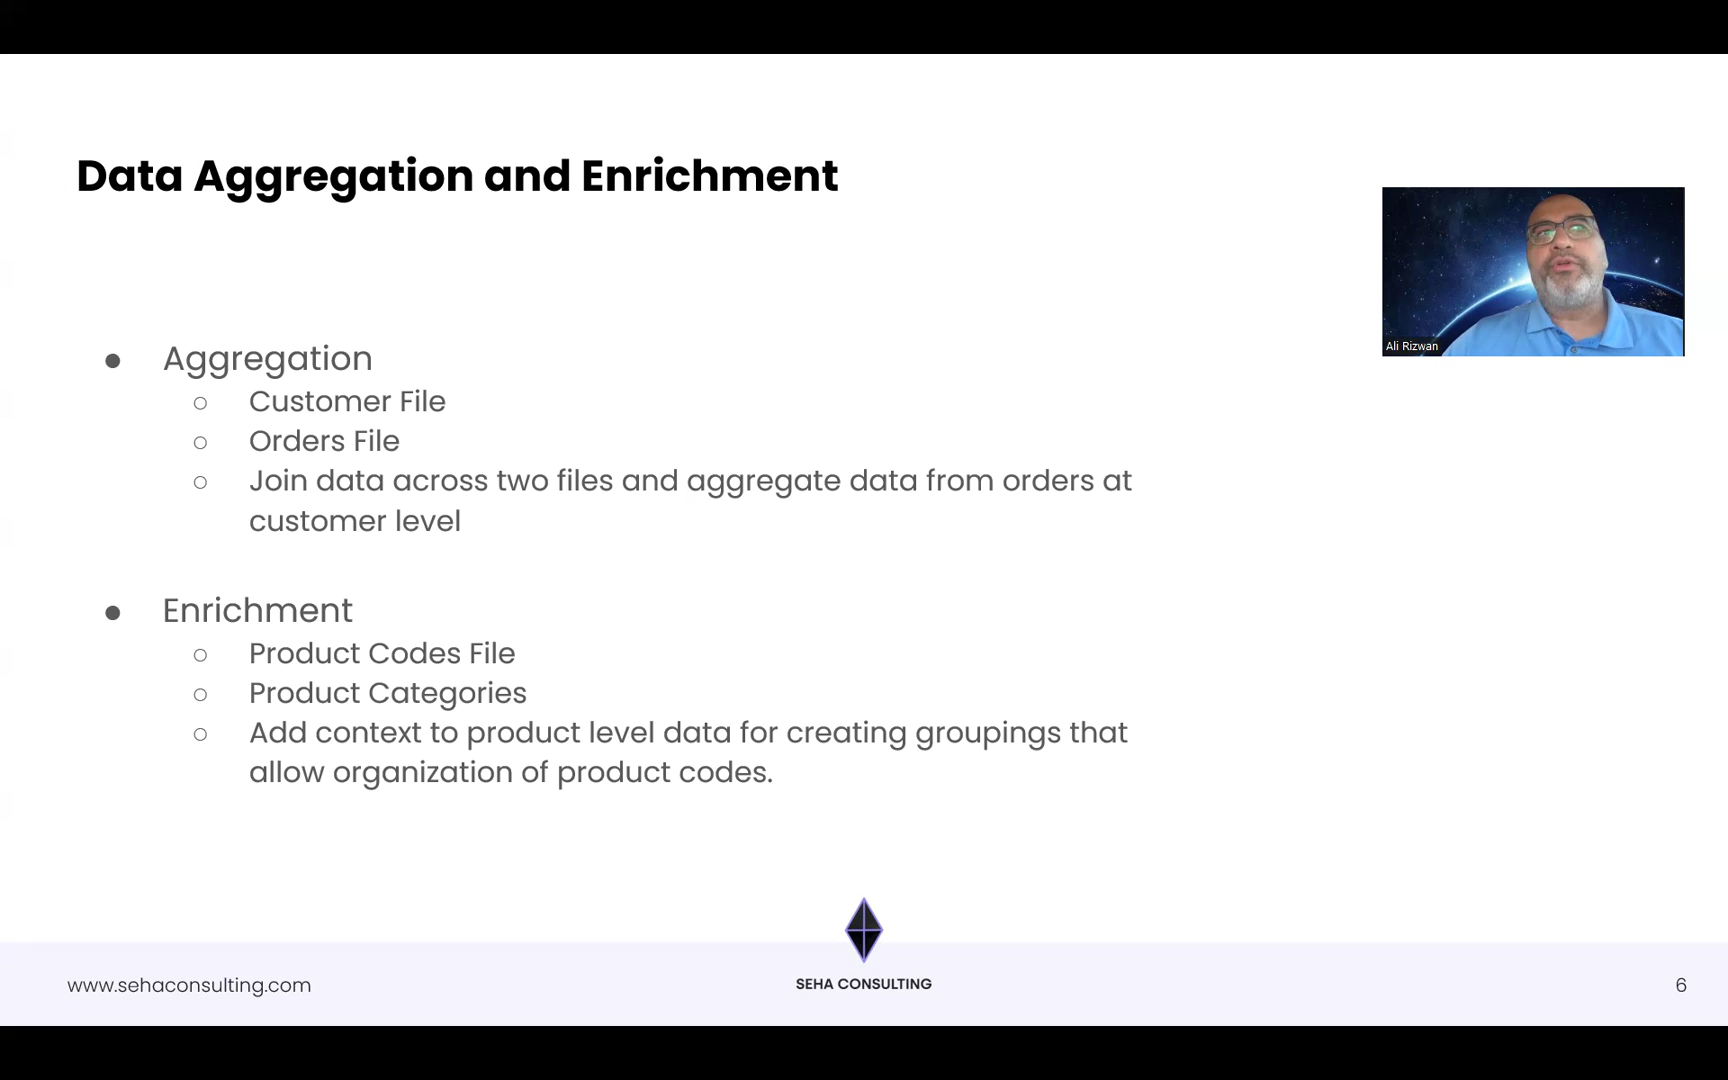 Data Aggregation and Enrichment
Ali Rizwan
● Aggregation
○ Customer File
○ Orders File
○ Join data across two files and aggregate data from orders at
customer level
● Enrichment
○ Product Codes File
○ Product Categories
○ Add context to product level data for creating groupings that
allow organization of product codes.
www.sehaconsulting.com
SEHA CONSULTING
6